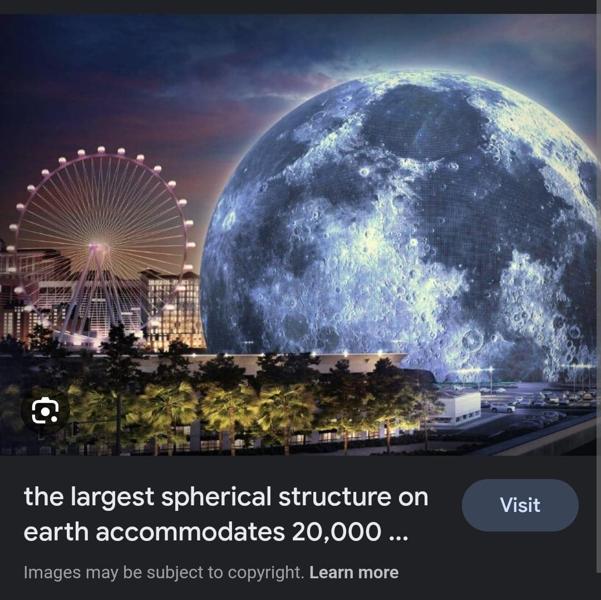 the largest spherical structure on
earth accommodates 20,000 ...
Visit
Images may be subject to copyright. Learn more